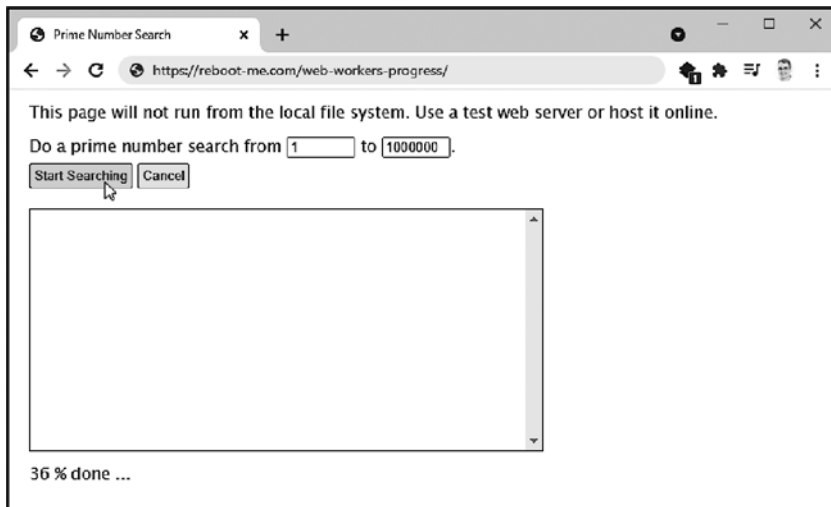 Prime Number Search
https://reboot-me.com/web-workers-progress/
1
This page will not run from the local file system. Use a test web server or host it online.
Do a prime number search from 1 to 1000000 .
Start Searching Cancel
36 % done ...